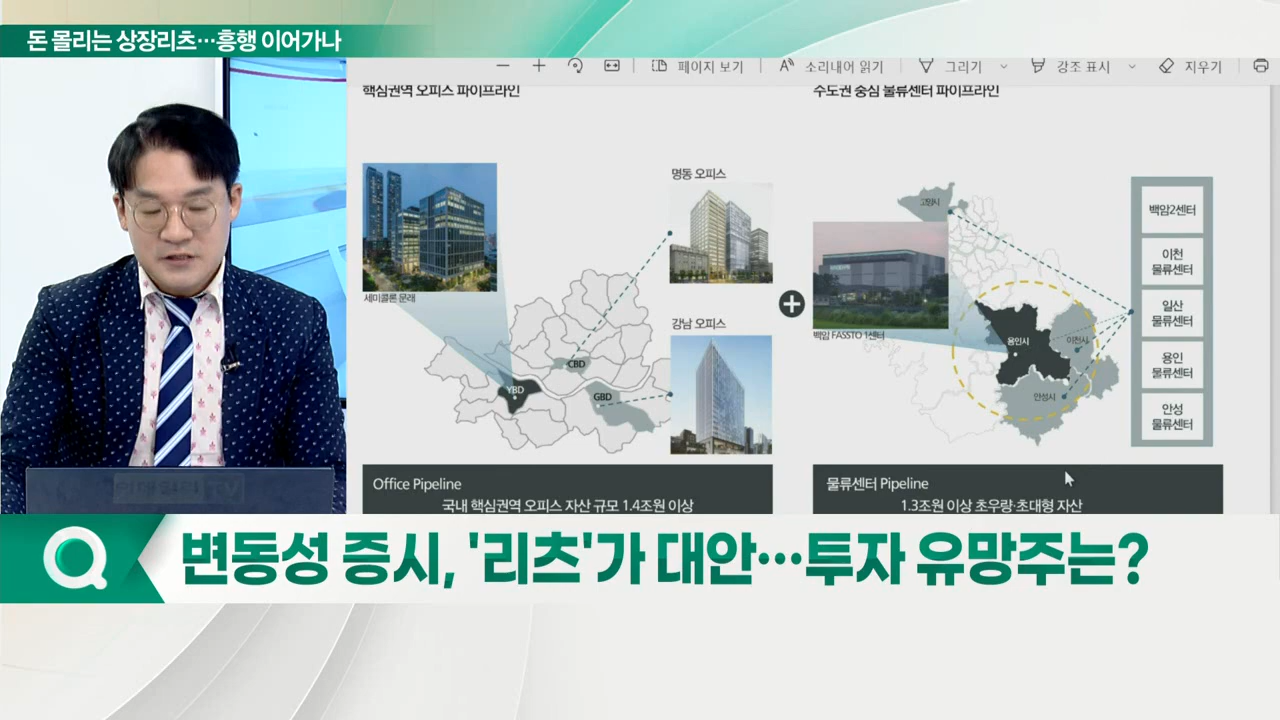 돈 몰리는 상장리츠…흥행 이어가나
페이지 보기
소리내어 읽기
그리기
강조 표시
지우기
핵심권역 오피스 파이프라인
수도권 중심 물류센터 파이프라인
명동 오피스
세미콜론 문래
강남 오피스
CBD
YBD
GBD
고양시
백암 FASSTO 1센터
용인시
이천시
안성시
백암2센터
이천
물류센터
일산
물류센터
용인
물류센터
안성
물류센터
Office Pipeline
국내 핵심권역 오피스 자산 규모 1.4조원 이상
물류센터 Pipeline
1.3조원 이상 초우량·초대형 자산
변동성 증시, '리츠'가 대안…투자 유망주는?